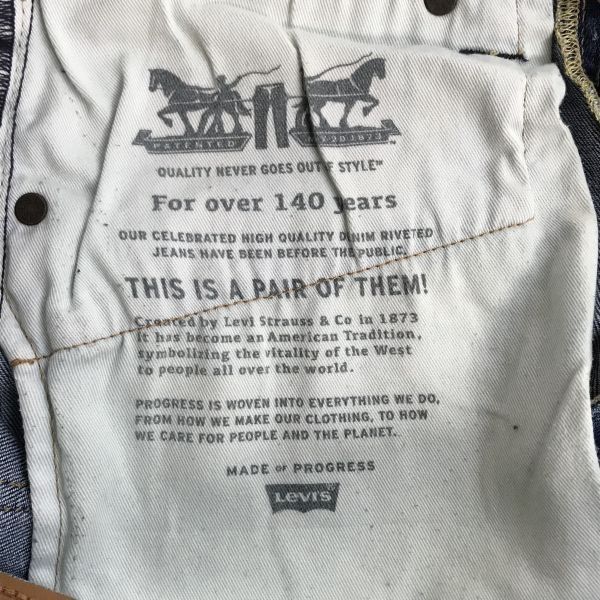 PATENTED
QUALITY NEVER GOES OUT F STYLE™
For over 140 years
OUR CELEBRATED HIGH QUALITY DENIM RIVETED
JEANS HAVE BEEN BEFORE THE PUBLIC.
THIS IS A PAIR OF THEM!
Created by Levi Strauss & Co in 1873
it has become an American Tradition,
symbolizing the vitality of the West
to people all over the world.
PROGRESS IS WOVEN INTO EVERYTHING WE DO,
FROM HOW WE MAKE OUR CLOTHING, TO HOW
WE CARE FOR PEOPLE AND THE PLANET.
MADE OF PROGRESS
LEVI'S